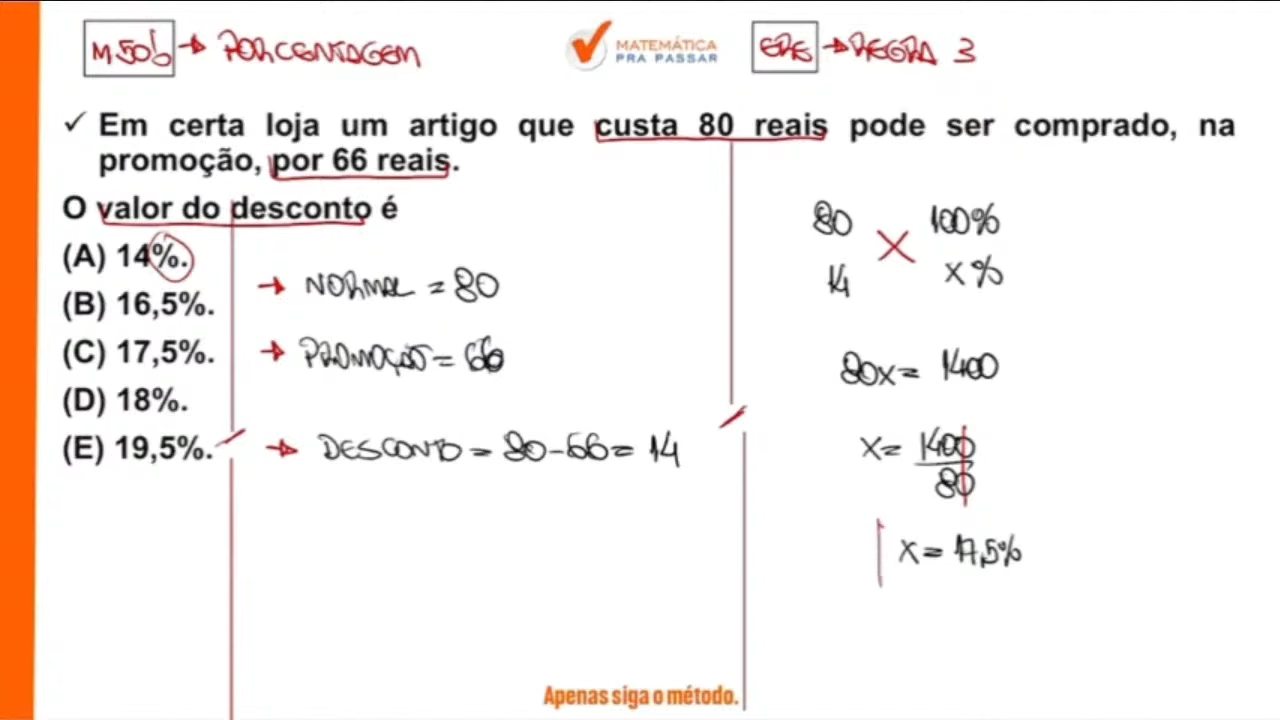 M50% → PORCENTAGEM
MATEMÁTICA
PRA PASSAR
→ REGRA 3
✓ Em certa loja um artigo que custa 80 reais pode ser comprado, na
promoção, por 66 reais.
O valor do desconto é
(A) 14%.
(B) 16,5%.
(C) 17,5%.
(D) 18%.
(E) 19,5%.
→ NORMAL = 80
→ PROMOÇÃO = 66
→ DESCONTO = 80-66= 14
80 100%
14 x%
80x= 1400
x= 1400
80
x= 17,5%
Apenas siga o método.